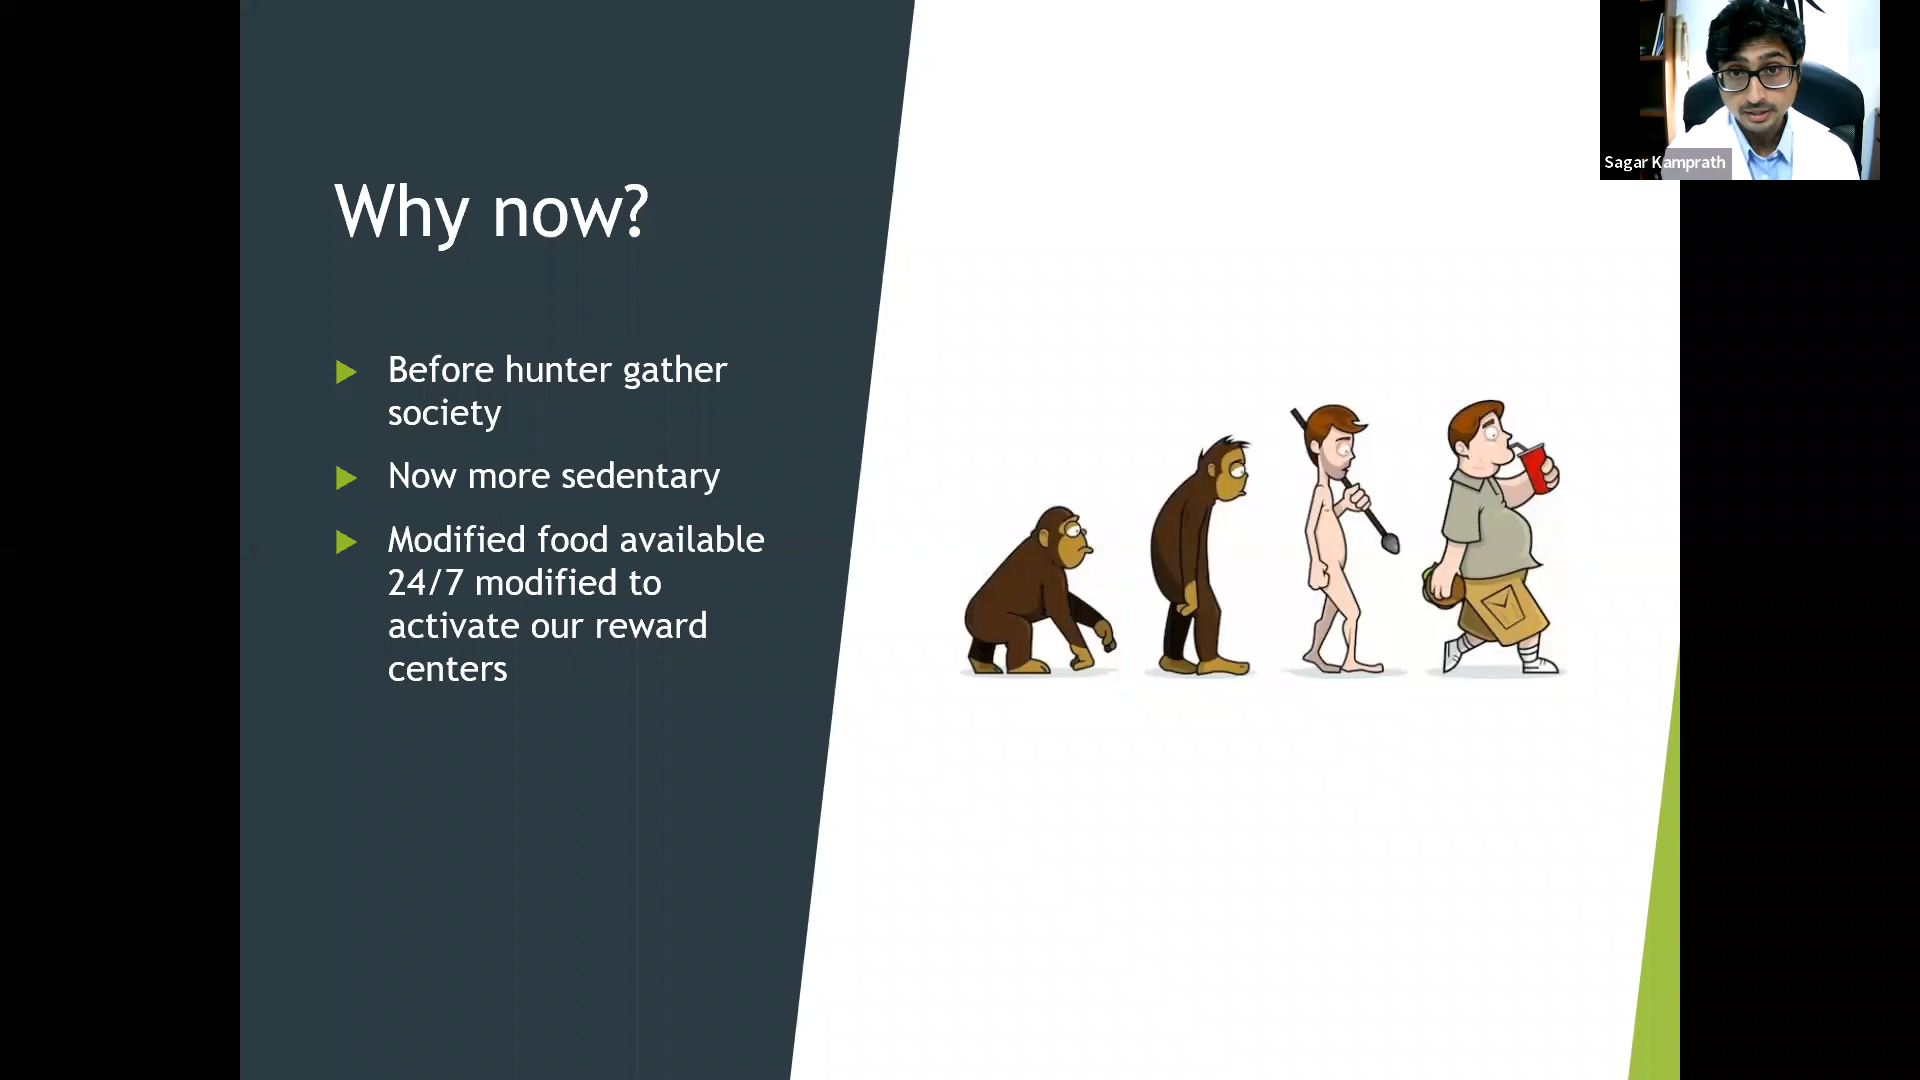 Sagar Kamprath
Why now?
Before hunter gather
society
Now more sedentary
Modified food available
24/7 modified to
activate our reward
centers